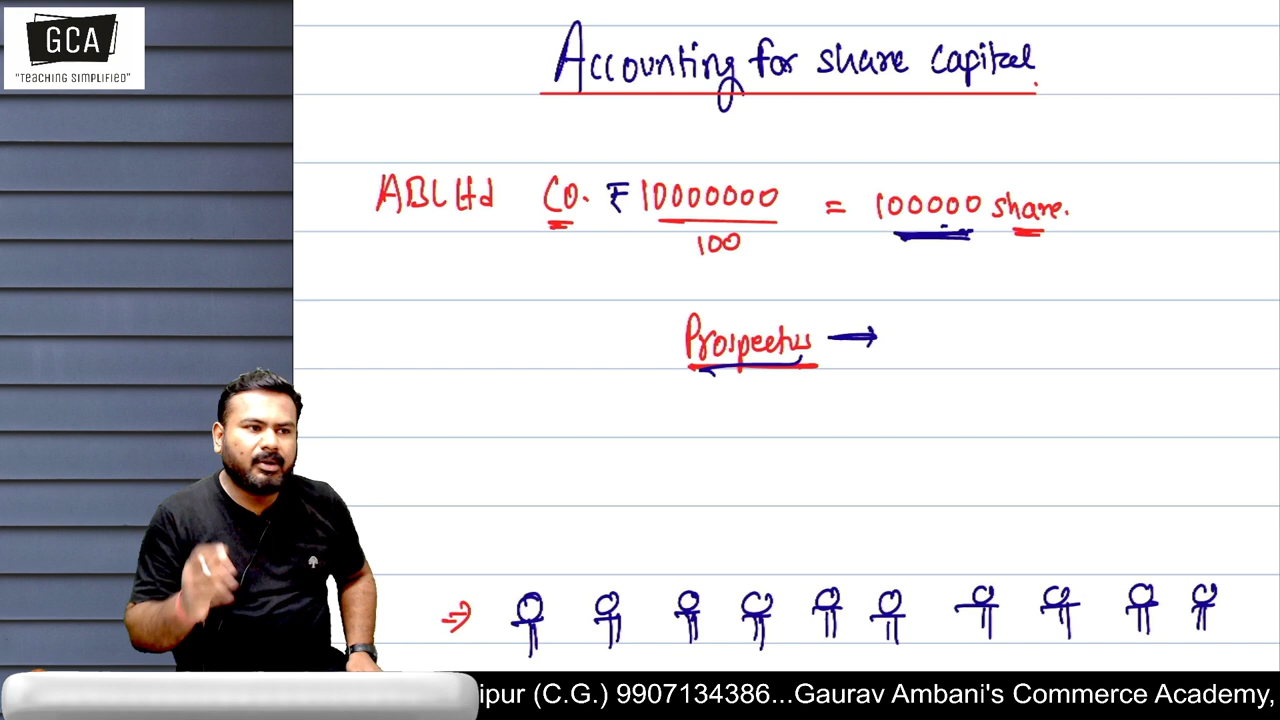 GCA
"TEACHING SIMPLIFIED"
Accounting for share capital
ABC Ltd CO. ₹ 10000000 = 100000 share.
100
Prospectus →
ipur (C.G.) 9907134386...Gaurav Ambani's Commerce Academy,